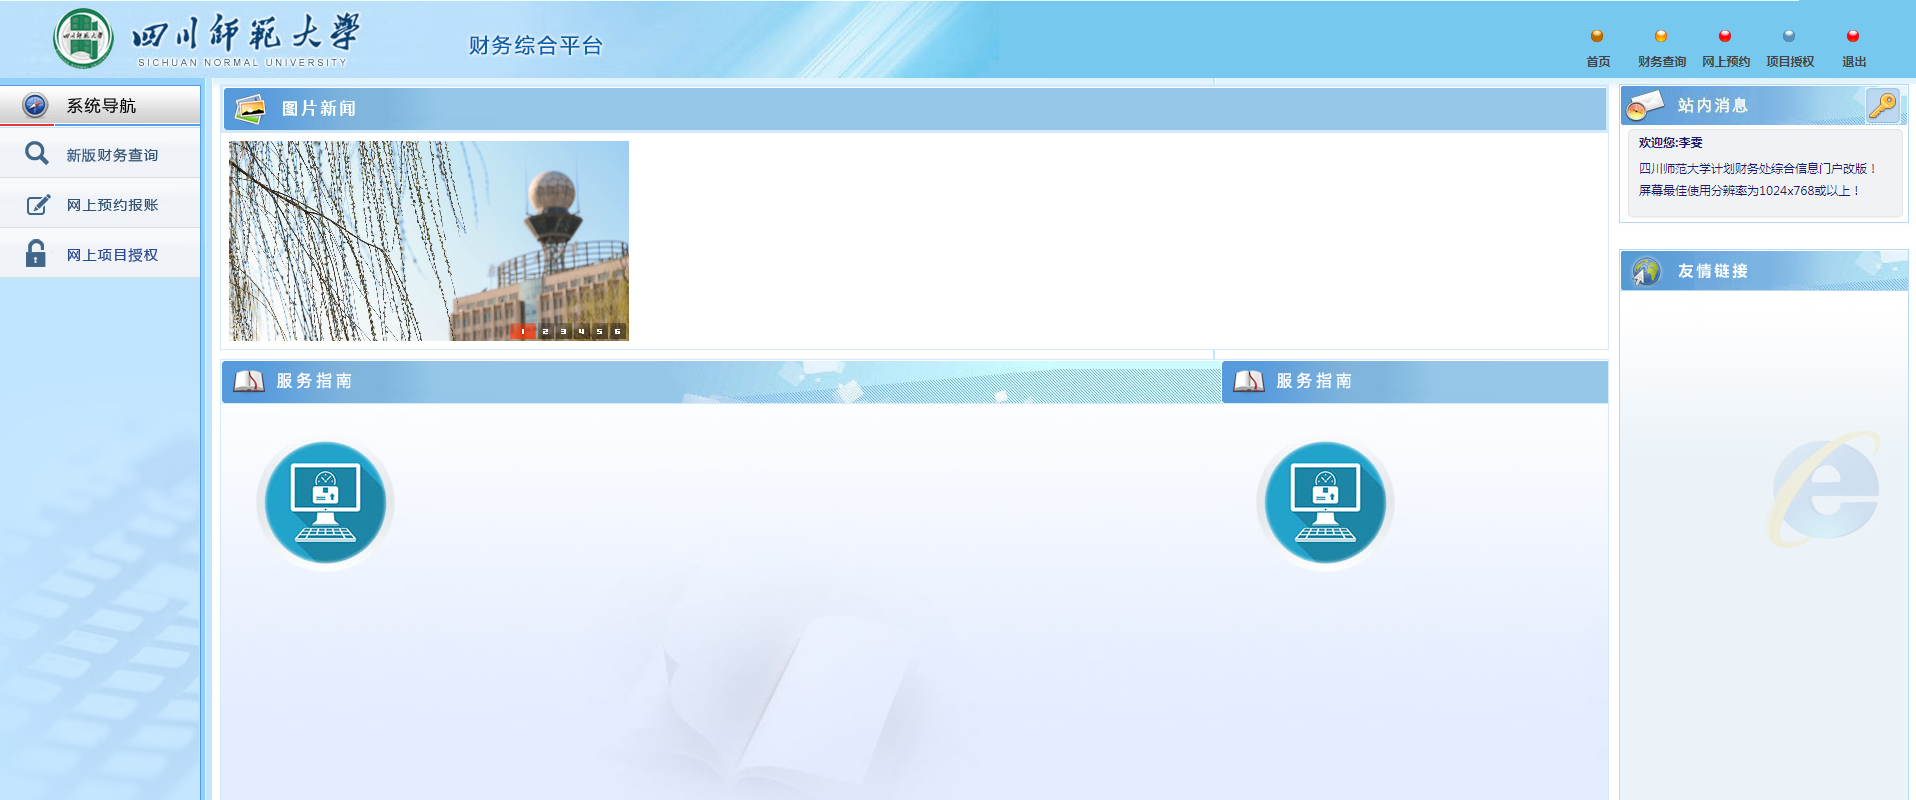 四川师范大学
SICHUAN NORMAL UNIVERSITY
财务综合平台
首页 财务查询 网上预约 项目授权 退出
系统导航
新版财务查询
网上预约报账
网上项目授权
图片新闻
1 2 3 4 5 6
服务指南
服务指南
站内消息
欢迎您:李雯
四川师范大学计划财务处综合信息门户改版！
屏幕最佳使用分辨率为1024x768或以上！
友情链接